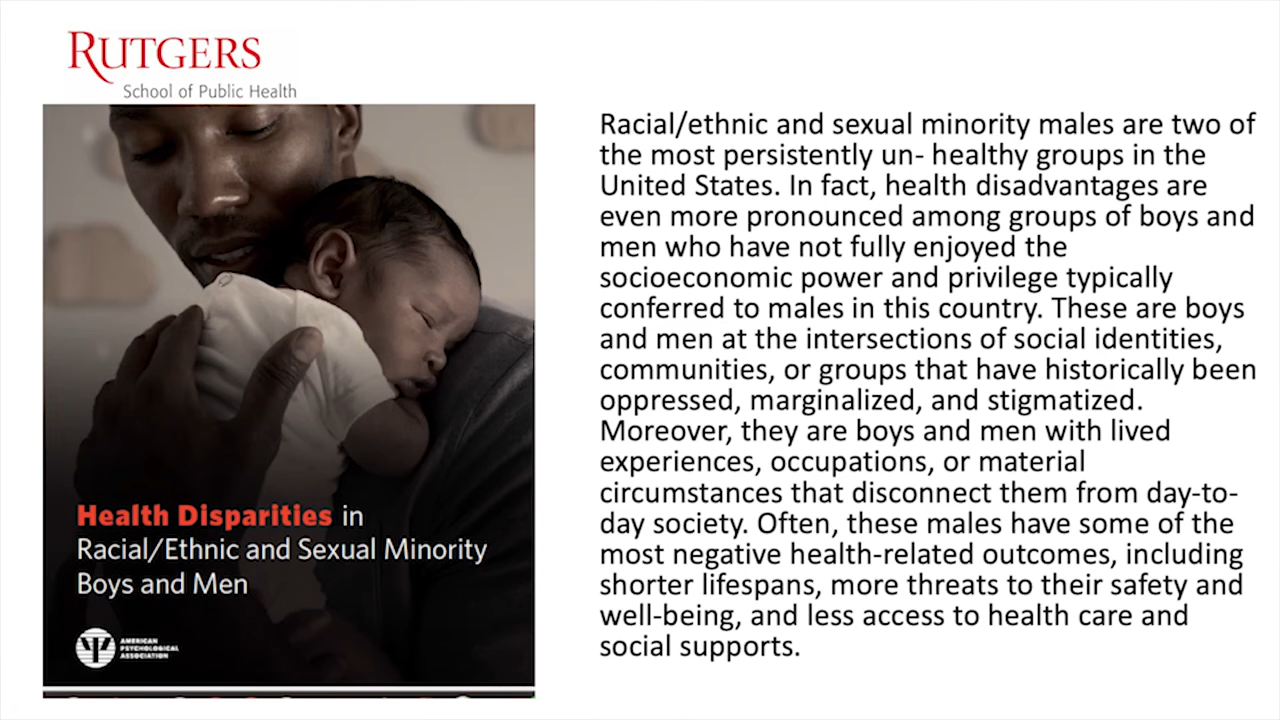 RUTGERS
School of Public Health
Health Disparities in
Racial/Ethnic and Sexual Minority
Boys and Men
AMERICAN
PSYCHOLOGICAL
ASSOCIATION
Racial/ethnic and sexual minority males are two of
the most persistently un- healthy groups in the
United States. In fact, health disadvantages are
even more pronounced among groups of boys and
men who have not fully enjoyed the
socioeconomic power and privilege typically
conferred to males in this country. These are boys
and men at the intersections of social identities,
communities, or groups that have historically been
oppressed, marginalized, and stigmatized.
Moreover, they are boys and men with lived
experiences, occupations, or material
circumstances that disconnect them from day-to-
day society. Often, these males have some of the
most negative health-related outcomes, including
shorter lifespans, more threats to their safety and
well-being, and less access to health care and
social supports.